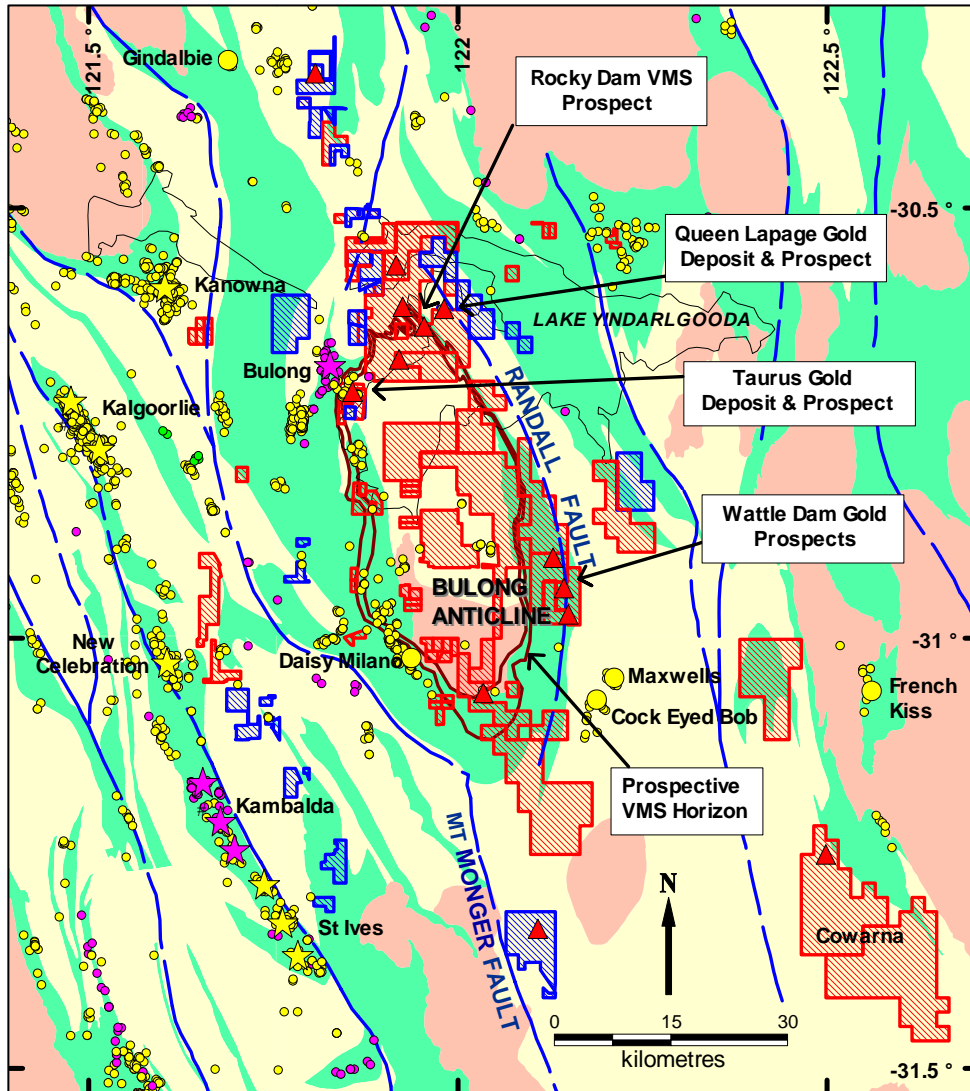 121.5 °
122 °
122.5 °
Gindalbie
Rocky Dam VMS
Prospect
-30.5 °
Queen Lapage Gold
Deposit & Prospect
Kanowna
LAKE YINDARLGOODA
Bulong
Taurus Gold
Deposit & Prospect
Kalgoorlie
RANDALL
FAULT
Wattle Dam Gold
Prospects
BULONG
ANTICLINE
-31 °
New
Celebration
Daisy Milano
Maxwells
French
Kiss
Cock Eyed Bob
Prospective
VMS Horizon
Kambalda
MT MONGER FAULT
N
St Ives
Cowarna
0
15
30
kilometres
-31.5 °